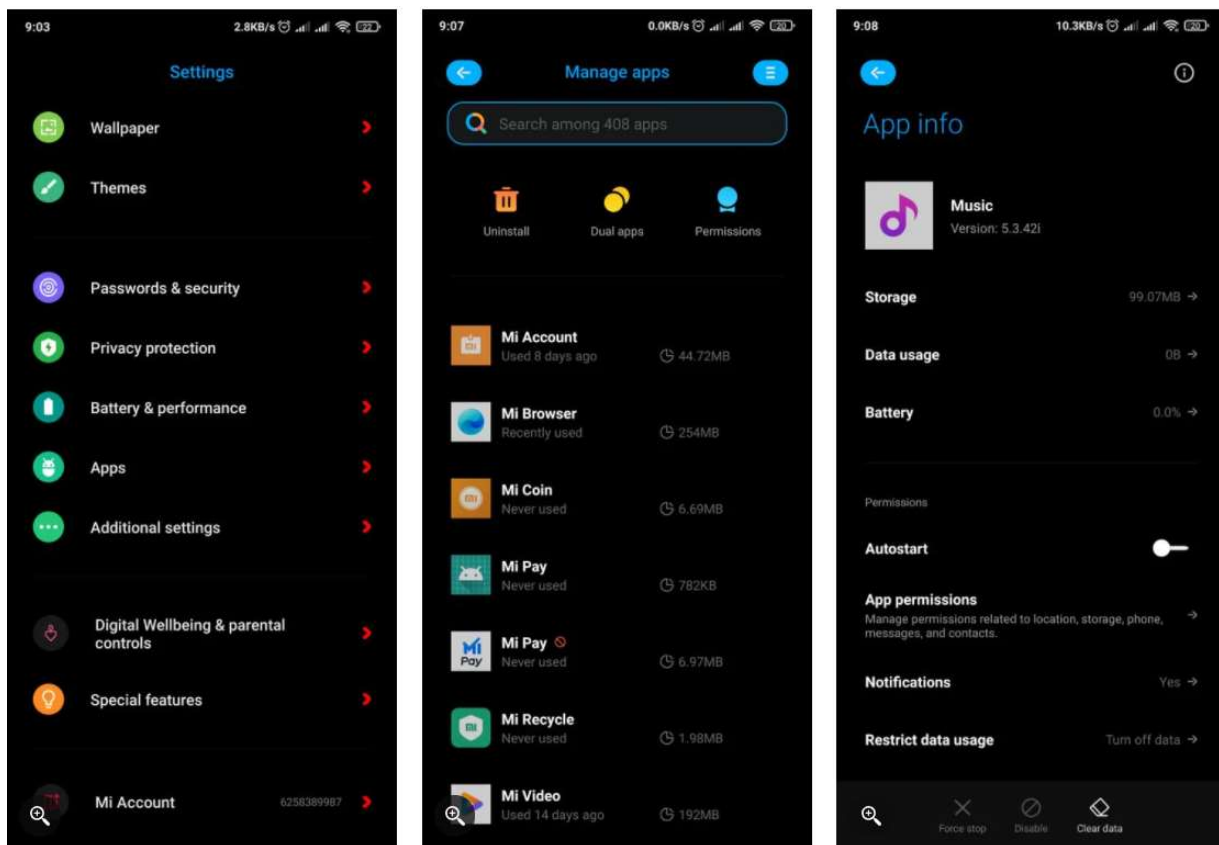 9:03
2.8KB/s
22
Settings
Wallpaper
Themes
Passwords & security
Privacy protection
Battery & performance
Apps
Additional settings
Digital Wellbeing & parental
controls
Special features
Mi Account
6258389987
9:07
0.0KB/s
20
Manage apps
Search among 408 apps
Uninstall
Dual apps
Permissions
Mi Account
Used 8 days ago
44.72MB
Mi Browser
Recently used
254MB
Mi Coin
Never used
6.69MB
Mi Pay
Never used
782KB
Mi Pay
Never used
6.97MB
Mi Recycle
Never used
1.98MB
Mi Video
Used 14 days ago
192MB
9:08
10.3KB/s
20
App info
Music
Version: 5.3.42i
Storage
99.07MB
Data usage
0B
Battery
0.0%
Permissions
Autostart
App permissions
Manage permissions related to location, storage, phone,
messages, and contacts.
Notifications
Yes
Restrict data usage
Turn off data
Force stop
Disable
Clear data